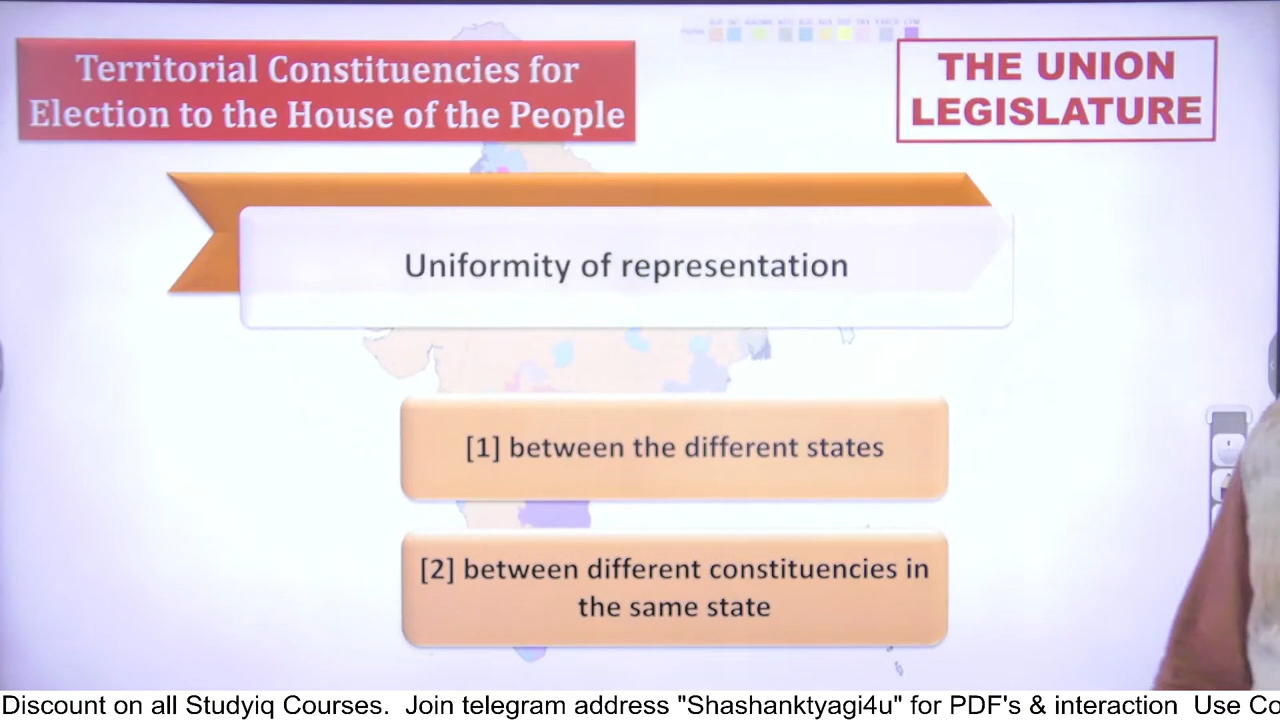 Territorial Constituencies for
Election to the House of the People
THE UNION
LEGISLATURE
Uniformity of representation
[1] between the different states
[2] between different constituencies in
the same state
Discount on all Studyiq Courses. Join telegram address "Shashanktyagi4u" for PDF's & interaction Use Co